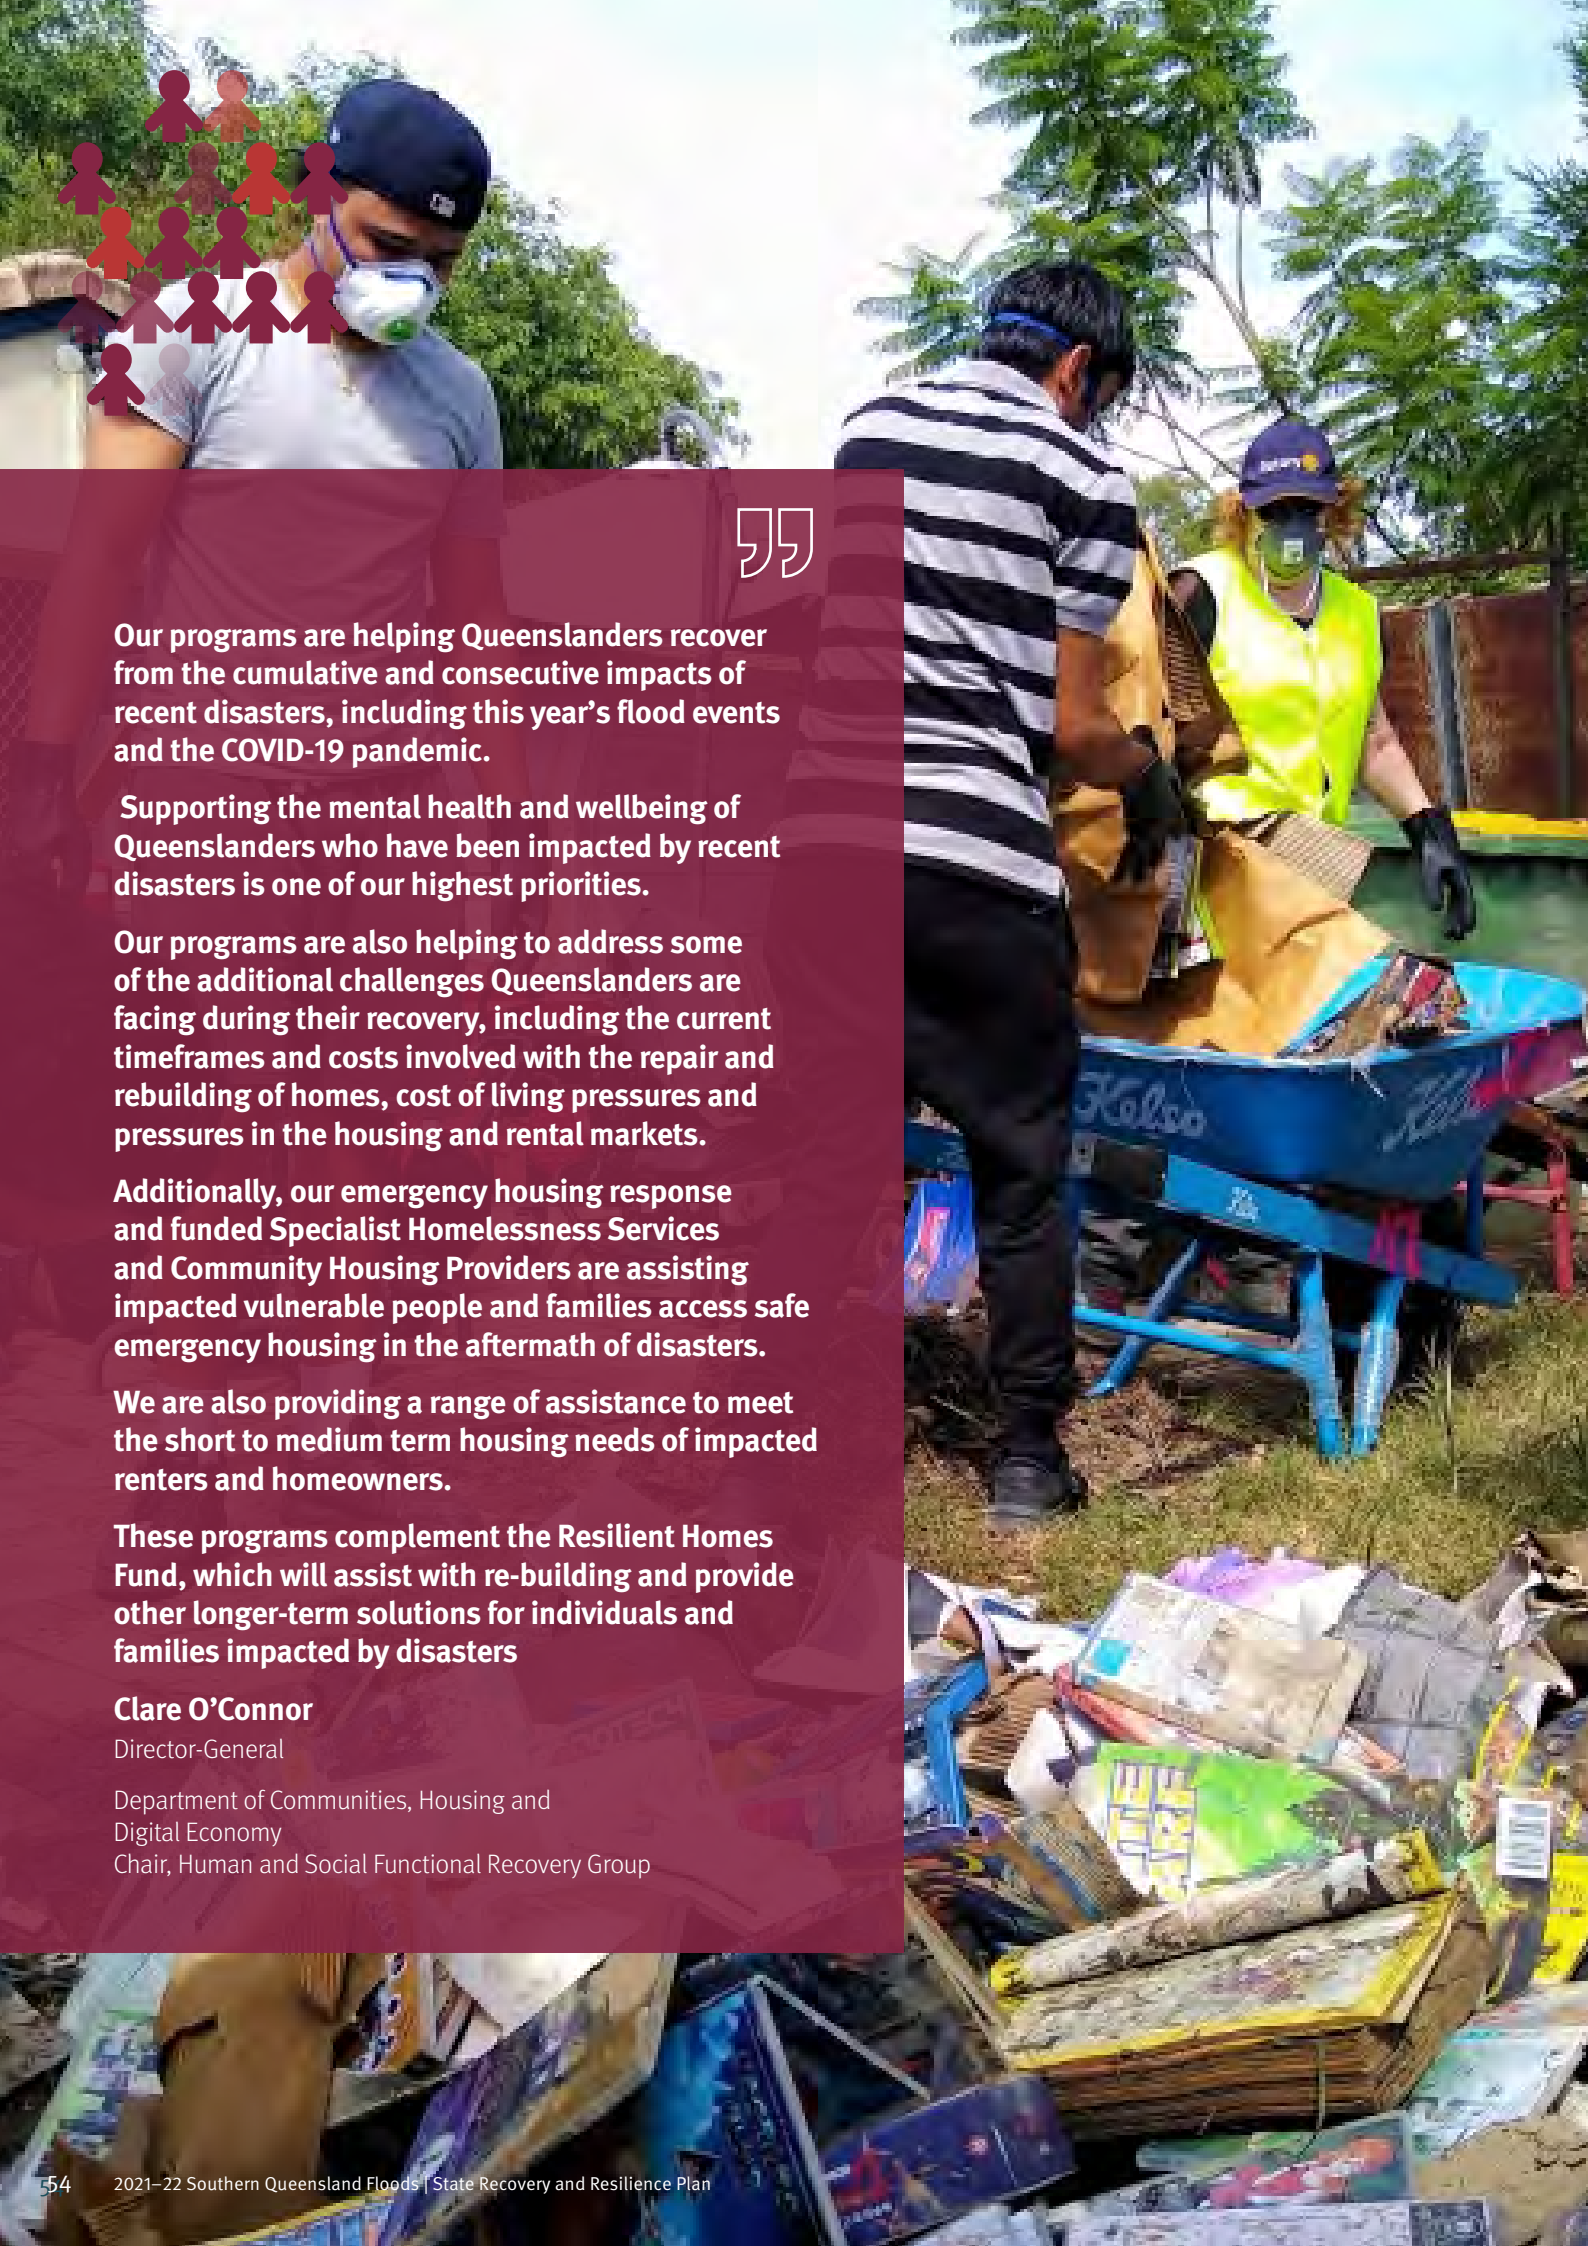 Our programs are helping Queenslanders recover
from the cumulative and consecutive impacts of
recent disasters, including this year’s flood events
and the COVID-19 pandemic.
Supporting the mental health and wellbeing of
Queenslanders who have been impacted by recent
disasters is one of our highest priorities.
Our programs are also helping to address some
of the additional challenges Queenslanders are
facing during their recovery, including the current
timeframes and costs involved with the repair and
rebuilding of homes, cost of living pressures and
pressures in the housing and rental markets.
Additionally, our emergency housing response
and funded Specialist Homelessness Services
and Community Housing Providers are assisting
impacted vulnerable people and families access safe
emergency housing in the aftermath of disasters.
We are also providing a range of assistance to meet
the short to medium term housing needs of impacted
renters and homeowners.
These programs complement the Resilient Homes
Fund, which will assist with re-building and provide
other longer-term solutions for individuals and
families impacted by disasters
Clare O’Connor
Director-General
Department of Communities, Housing and
Digital Economy
Chair, Human and Social Functional Recovery Group
Kelso
54 2021–22 Southern Queensland Floods | State Recovery and Resilience Plan